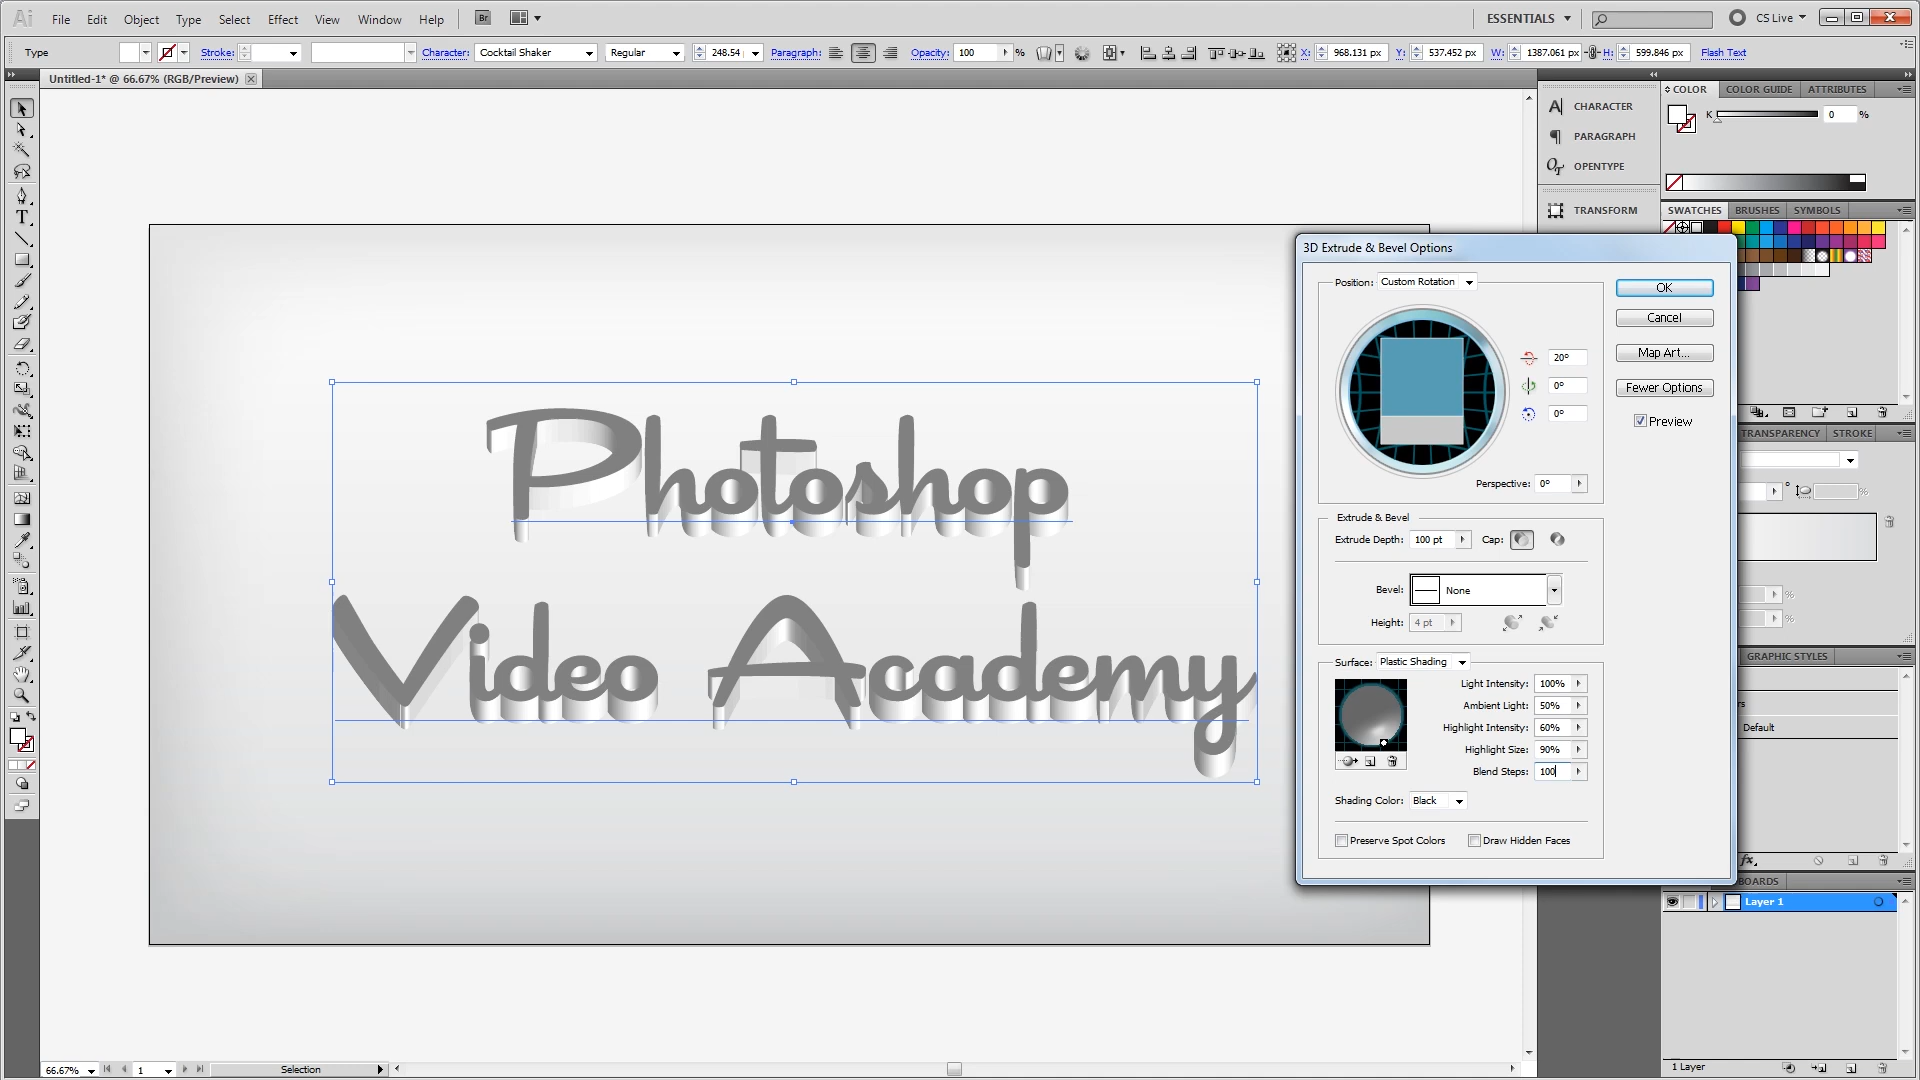 Ai File Edit Object Type Select Effect View Window Help Br ESSENTIALS CS Live
Type Stroke: Character: Cocktail Shaker Regular 248.54 Paragraph: Opacity: 100 % X: 968.131 px Y: 537.452 px W: 1387.061 px H: 599.846 px Flash Text
Untitled-1* @ 66.67% (RGB/Preview)
CHARACTER
PARAGRAPH
OPENTYPE
TRANSFORM
COLOR COLOR GUIDE ATTRIBUTES
K 0 %
SWATCHES BRUSHES SYMBOLS
Photoshop
Video Academy
3D Extrude & Bevel Options
Position: Custom Rotation
OK
Cancel
Map Art...
Fewer Options
Preview
20°
0°
0°
Perspective: 0°
Extrude & Bevel
Extrude Depth: 100 pt Cap:
Bevel: None
Height: 4 pt
Surface: Plastic Shading
Light Intensity: 100%
Ambient Light: 50%
Highlight Intensity: 60%
Highlight Size: 90%
Blend Steps: 100
Shading Color: Black
Preserve Spot Colors Draw Hidden Faces
TRANSPARENCY STROKE
°
%
%
%
GRAPHIC STYLES
rs
Default
fx
BOARDS
Layer 1
1 Layer
66.67% 1 Selection